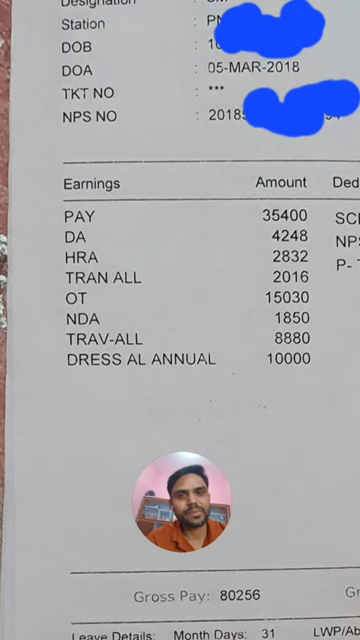 Designation :
Station :
DOB :
DOA : 05-MAR-2018
TKT NO : ***
NPS NO :
Earnings Amount
PAY 35400
DA 4248
HRA 2832
TRAN ALL 2016
OT 15030
NDA 1850
TRAV-ALL 8880
DRESS AL ANNUAL 10000
Gross Pay: 80256
Leave Details: Month Days: 31